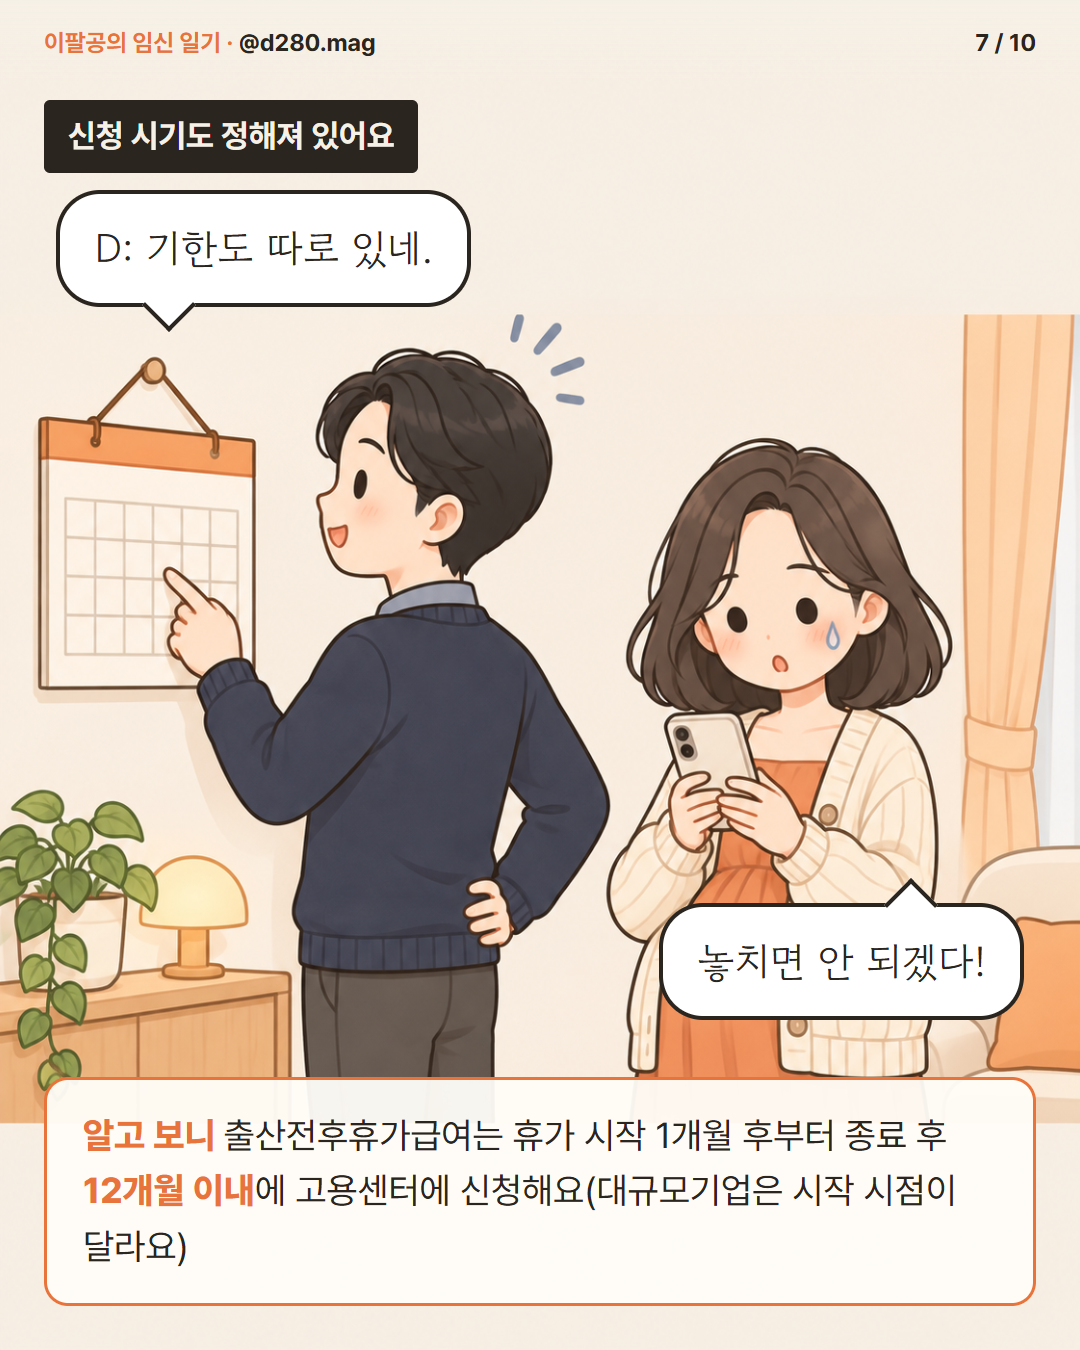 이팔공의 임신 일기 · @d280.mag
7 / 10
신청 시기도 정해져 있어요
D: 기한도 따로 있네.
놓치면 안 되겠다!
알고 보니 출산전후휴가급여는 휴가 시작 1개월 후부터 종료 후
12개월 이내에 고용센터에 신청해요(대규모기업은 시작 시점이
달라요)